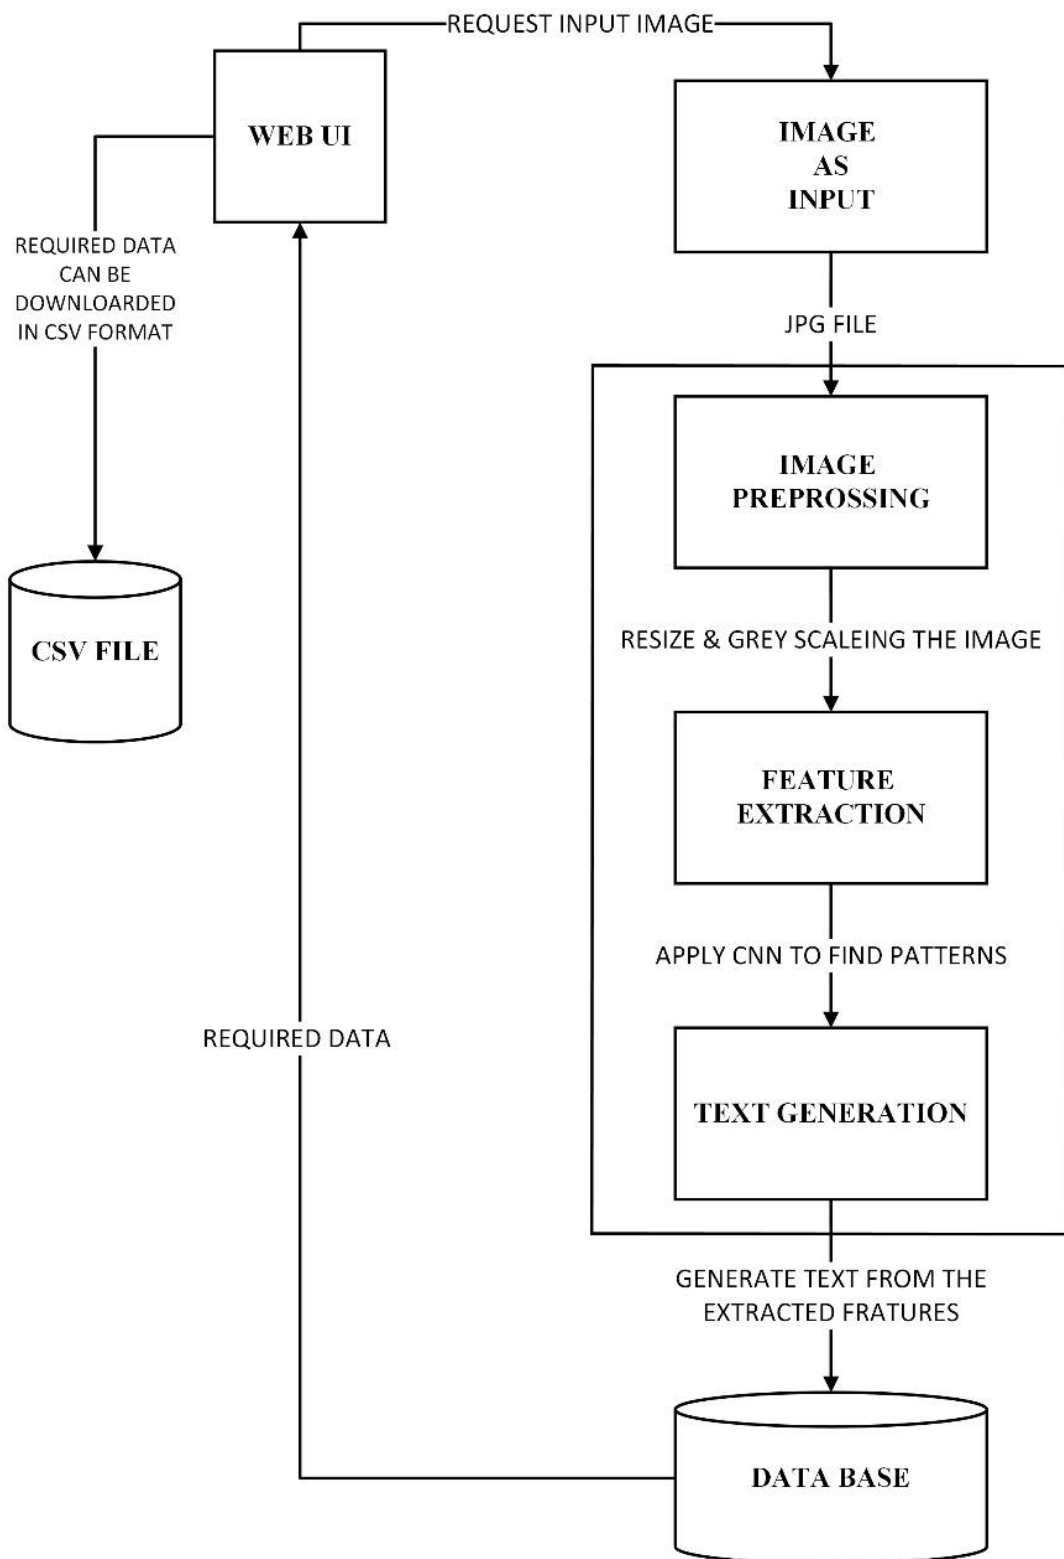 REQUEST INPUT IMAGE
WEB UI
IMAGE
AS
INPUT
REQUIRED DATA
CAN BE
DOWNLOARDED
IN CSV FORMAT
JPG FILE
IMAGE
PREPROSSING
CSV FILE
RESIZE & GREY SCALEING THE IMAGE
FEATURE
EXTRACTION
APPLY CNN TO FIND PATTERNS
REQUIRED DATA
TEXT GENERATION
GENERATE TEXT FROM THE
EXTRACTED FRATURES
DATA BASE